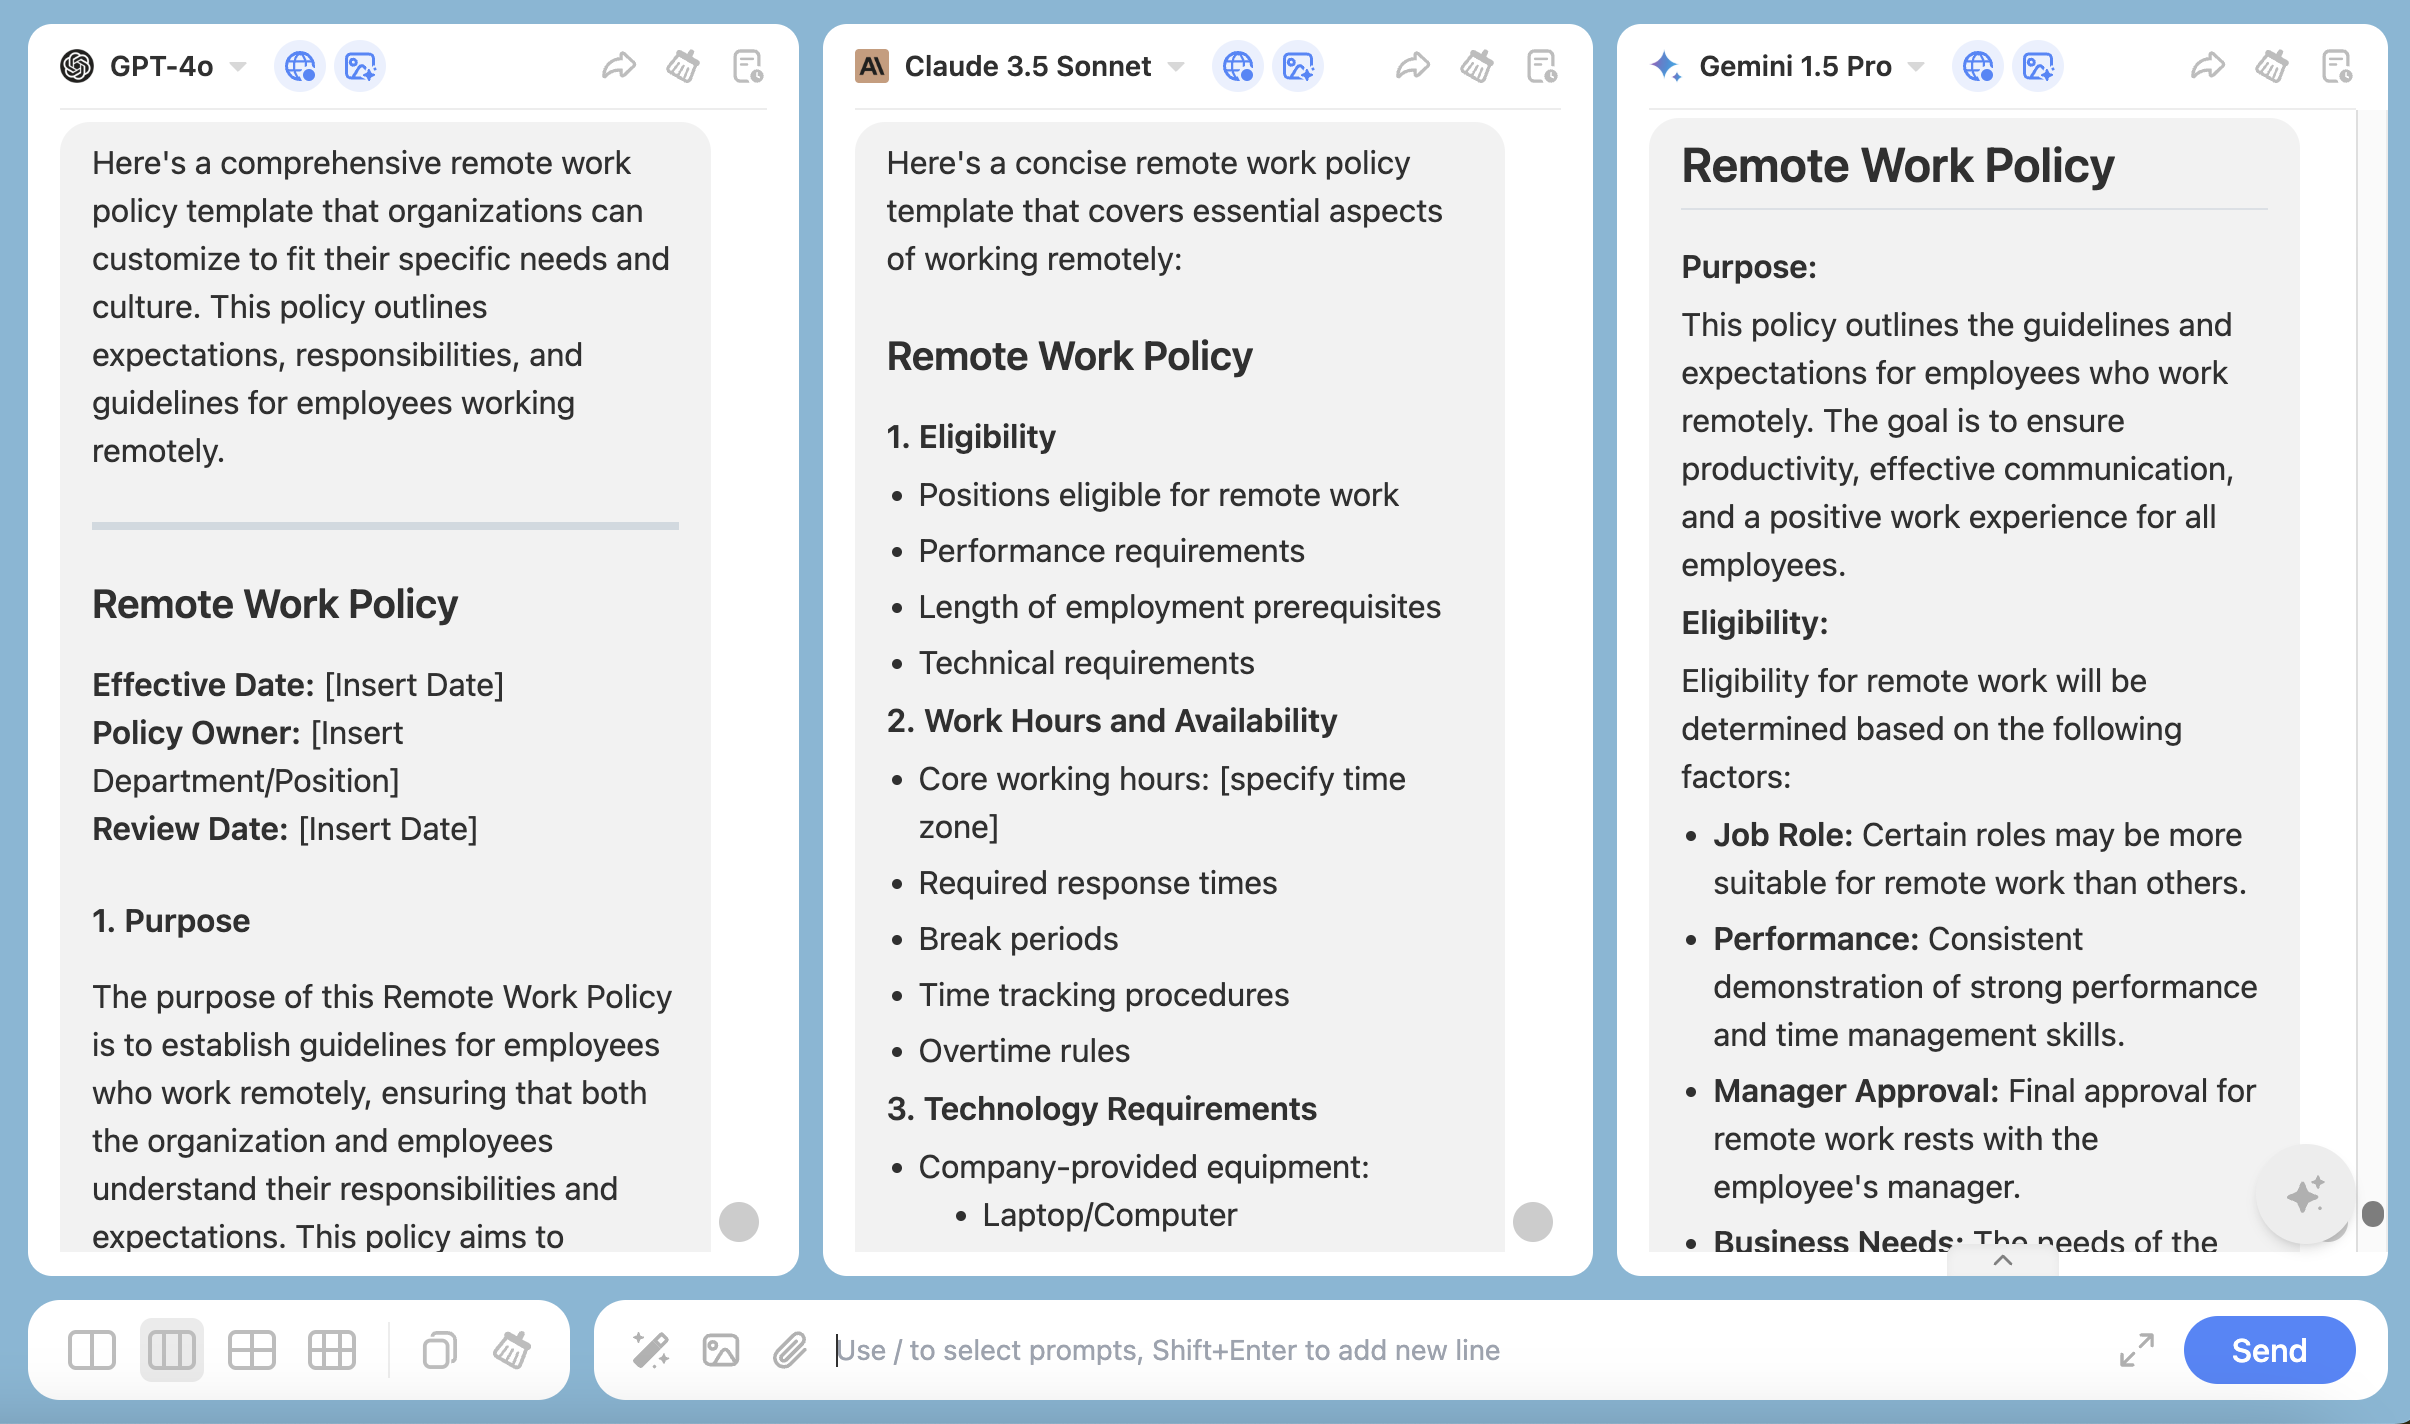 GPT-4o
Here's a comprehensive remote work
policy template that organizations can
customize to fit their specific needs and
culture. This policy outlines
expectations, responsibilities, and
guidelines for employees working
remotely.
Remote Work Policy
Effective Date: [Insert Date]
Policy Owner: [Insert
Department/Position]
Review Date: [Insert Date]
1. Purpose
The purpose of this Remote Work Policy
is to establish guidelines for employees
who work remotely, ensuring that both
the organization and employees
understand their responsibilities and
expectations. This policy aims to
Claude 3.5 Sonnet
Here's a concise remote work policy
template that covers essential aspects
of working remotely:
Remote Work Policy
1. Eligibility
• Positions eligible for remote work
• Performance requirements
• Length of employment prerequisites
• Technical requirements
2. Work Hours and Availability
• Core working hours: [specify time
zone]
• Required response times
• Break periods
• Time tracking procedures
• Overtime rules
3. Technology Requirements
• Company-provided equipment:
• Laptop/Computer
Gemini 1.5 Pro
Remote Work Policy
Purpose:
This policy outlines the guidelines and
expectations for employees who work
remotely. The goal is to ensure
productivity, effective communication,
and a positive work experience for all
employees.
Eligibility:
Eligibility for remote work will be
determined based on the following
factors:
• Job Role: Certain roles may be more
suitable for remote work than others.
• Performance: Consistent
demonstration of strong performance
and time management skills.
• Manager Approval: Final approval for
remote work rests with the
employee's manager.
• Business Needs: The needs of the
Use / to select prompts, Shift+Enter to add new line
Send